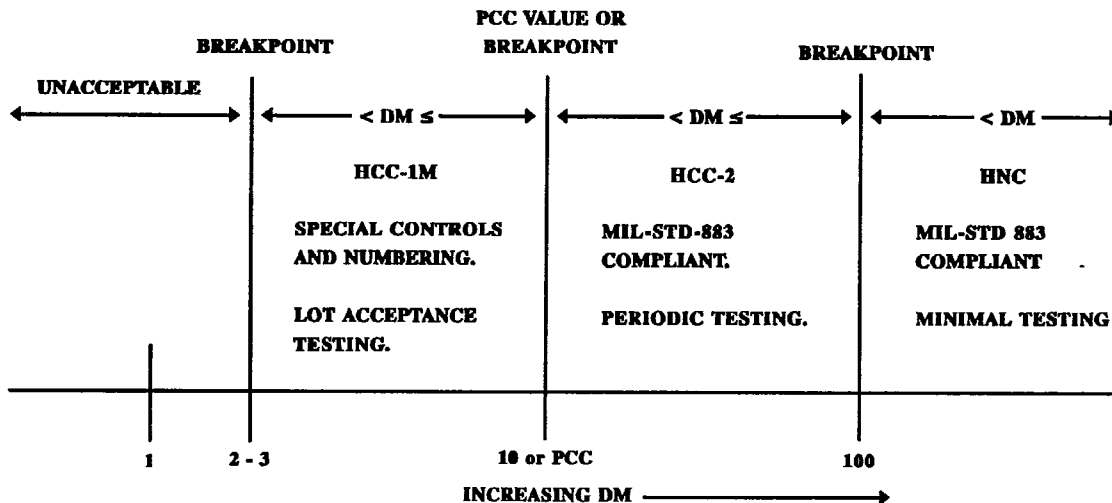 PCC VALUE OR
BREAKPOINT
BREAKPOINT
BREAKPOINT
UNACCEPTABLE
< DM ≤
< DM ≤
< DM
HCC-1M
HCC-2
HNC
SPECIAL CONTROLS
AND NUMBERING.
MIL-STD-883
COMPLIANT.
MIL-STD 883
COMPLIANT
LOT ACCEPTANCE
TESTING.
PERIODIC TESTING.
MINIMAL TESTING
1
2 - 3
10 or PCC
100
INCREASING DM